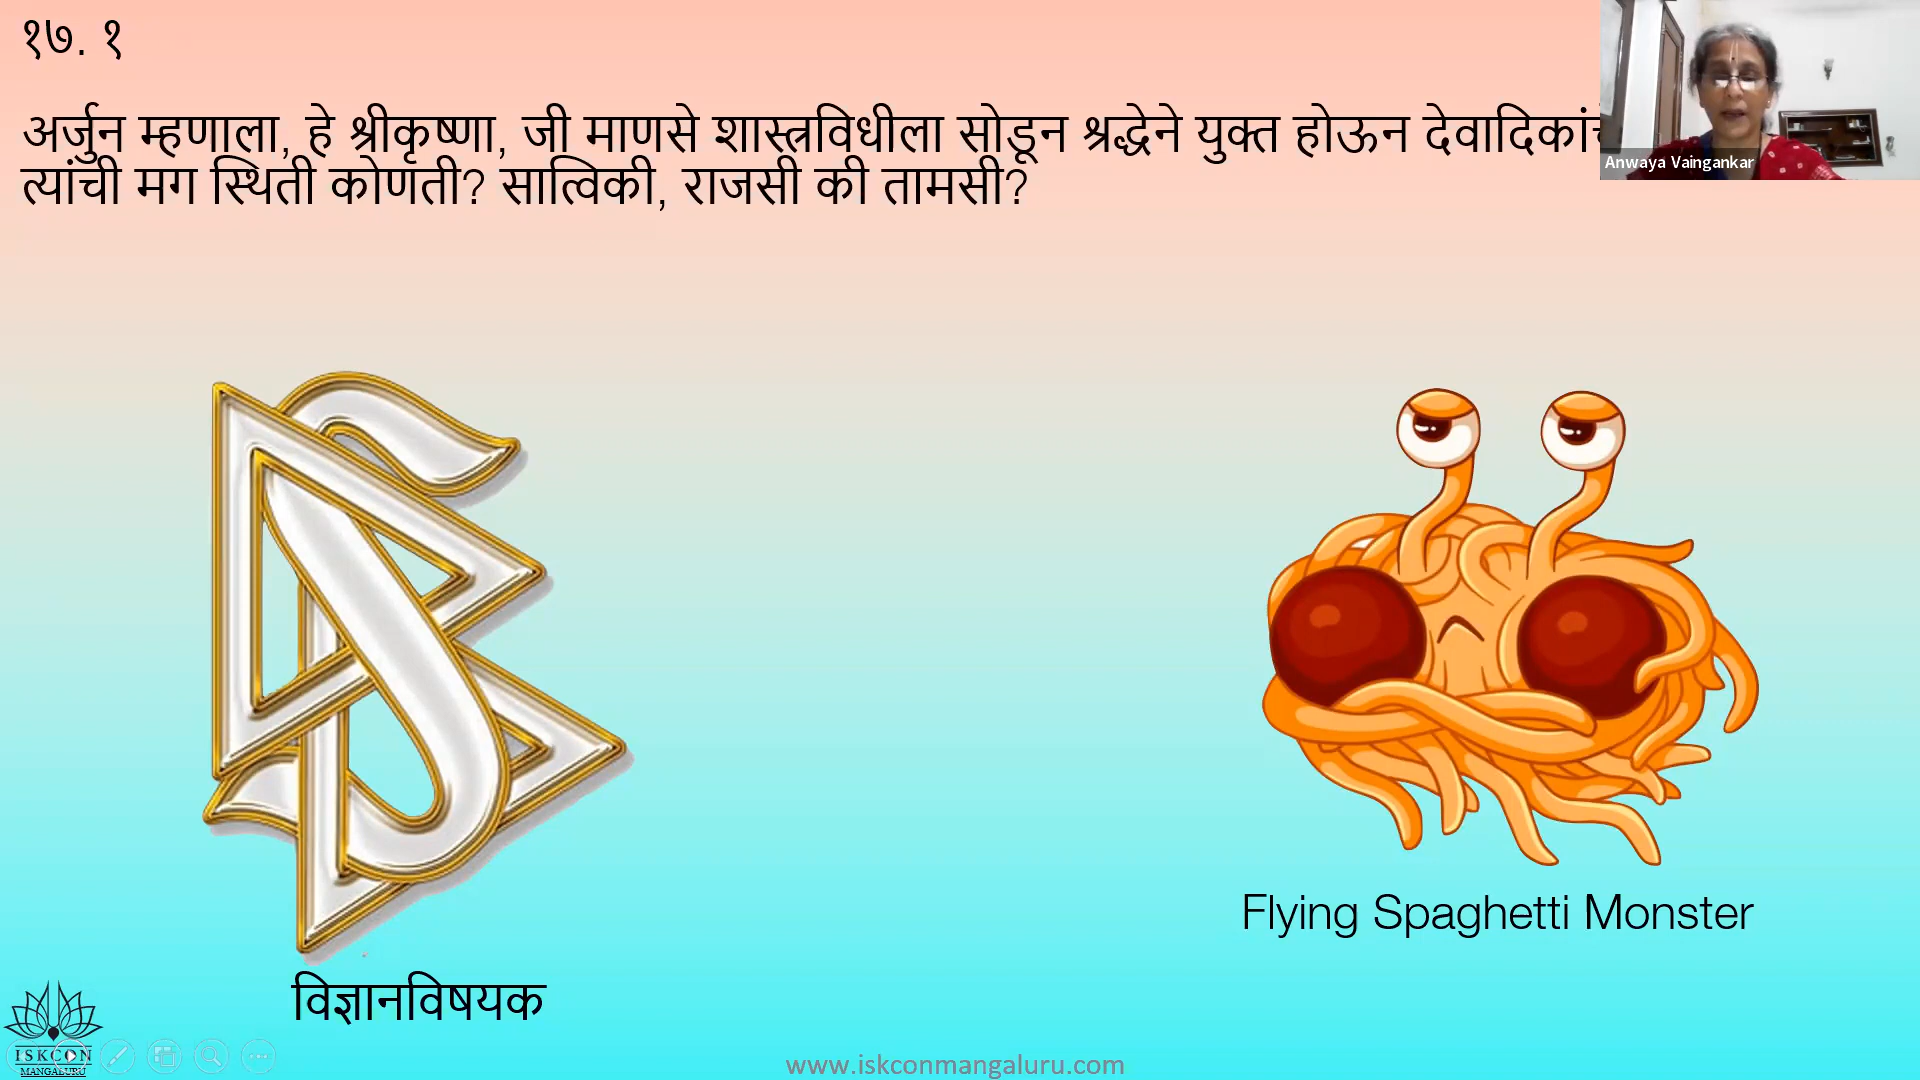 १७. १
अर्जुन म्हणाला, हे श्रीकृष्णा, जी माणसे शास्त्रविधीला सोडून श्रद्धेने युक्त होऊन
त्यांची मग स्थिती कोणती? सात्विकी, राजसी की तामसी?
Anwaya Vaingankar
Flying Spaghetti Monster
विज्ञानविषयक
ISKCON
MANGALURU
www.iskconmangaluru.com